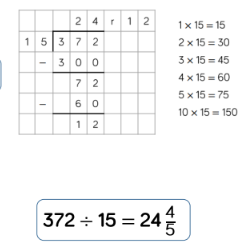 2 4 r 1 2
1 5 3 7 2
− 3 0 0
7 2
− 6 0
1 2
1 × 15 = 15
2 × 15 = 30
3 × 15 = 45
4 × 15 = 60
5 × 15 = 75
10 × 15 = 150
372 ÷ 15 = 24 4/5